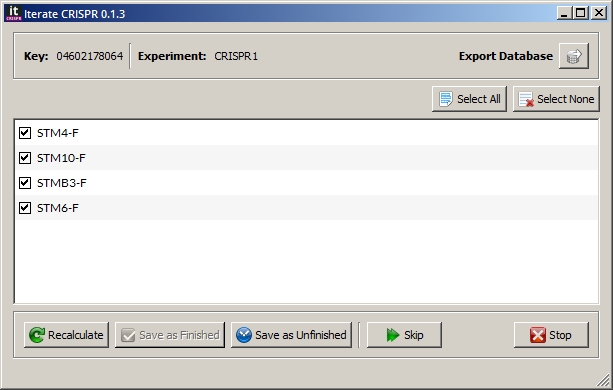 it CRISPR Iterate CRISPR 0.1.3
Key: 04602178064 Experiment: CRISPR1 Export Database
Select All Select None
STM4-F
STM10-F
STMB3-F
STM6-F
Recalculate Save as Finished Save as Unfinished Skip Stop